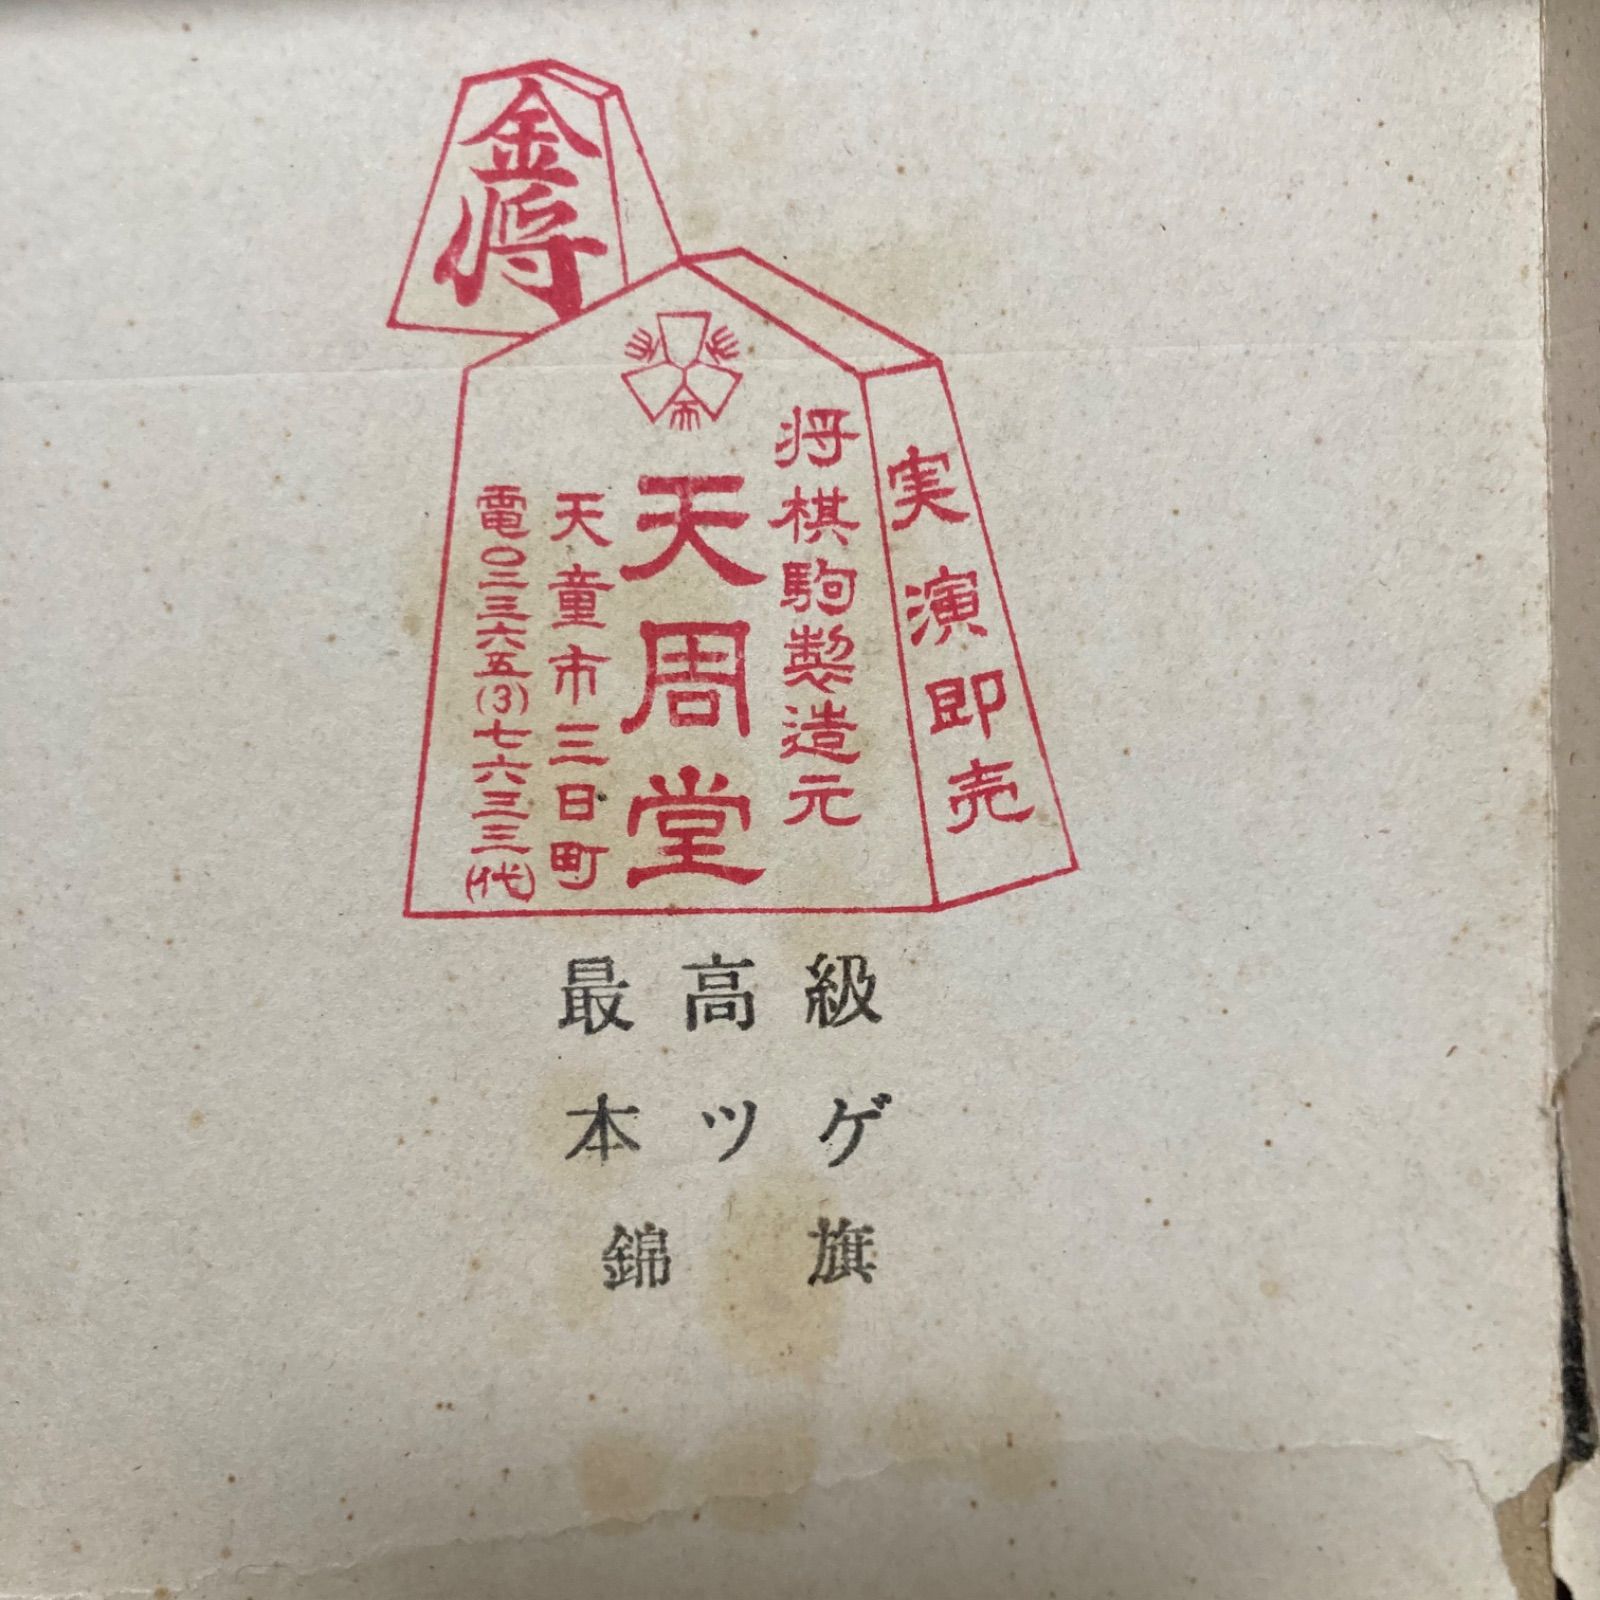 金将
実演即売
将棋駒製造元
天周堂
天童市三日町
電〇二三六五(3)七六三三(代)
最高級
本ツゲ
錦旗